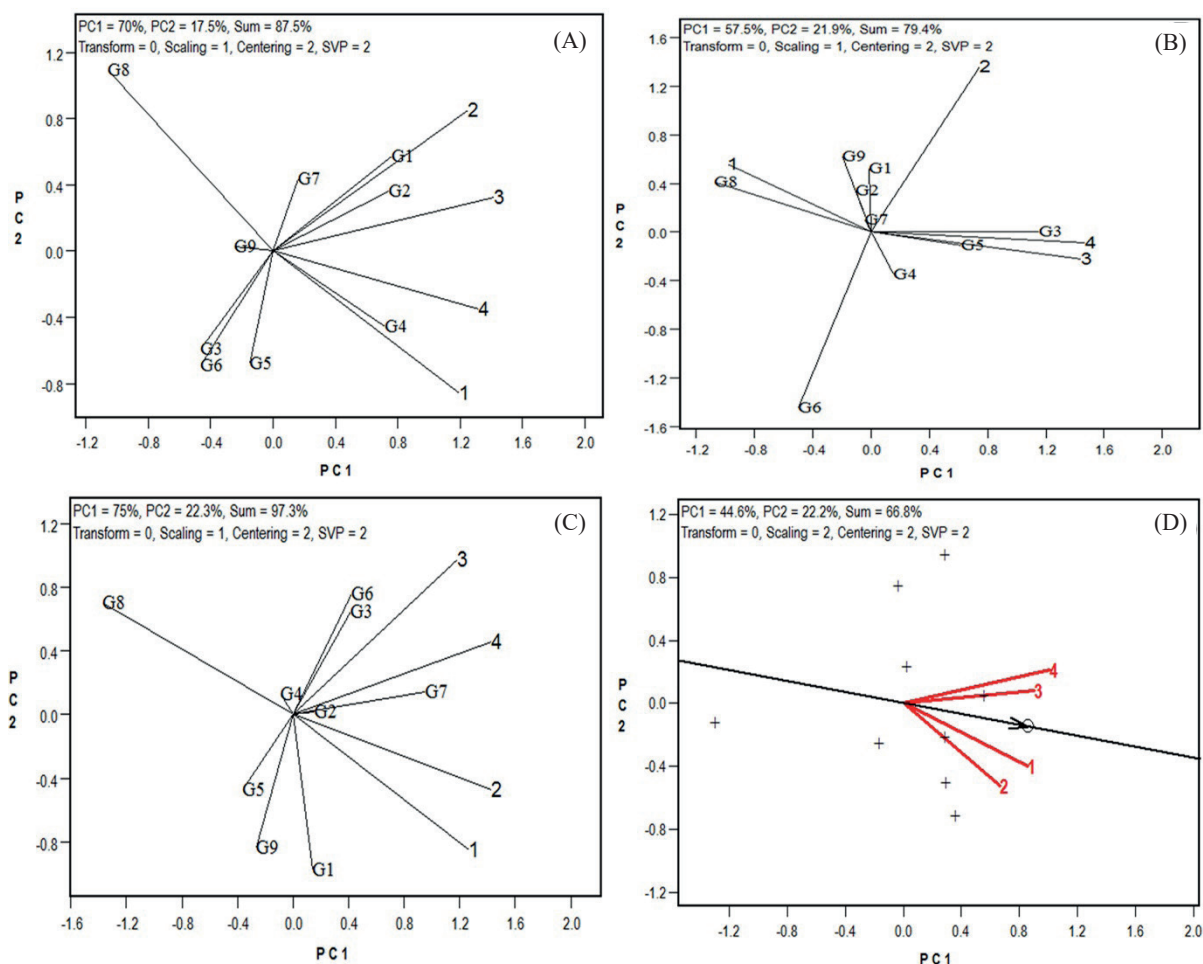 PC1 = 70%, PC2 = 17.5%, Sum = 87.5%
Transform = 0, Scaling = 1, Centering = 2, SVP = 2
(A)
1.2
0.8
0.4
0.0
-0.4
-0.8
P
C
2
G8
2
G1
G7
G2
3
G9
4
G4
G3
G6
G5
1
-1.2 -0.8 -0.4 0.0 0.4 0.8 1.2 1.6 2.0
P C 1
PC1 = 57.5%, PC2 = 21.9%, Sum = 79.4%
Transform = 0, Scaling = 1, Centering = 2, SVP = 2
(B)
1.6
1.2
0.8
0.4
0.0
-0.4
-0.8
-1.2
-1.6
P
C
2
2
G9
1
G1
G8
G2
G7
G3
4
G5
3
G4
G6
-1.2 -0.8 -0.4 0.0 0.4 0.8 1.2 1.6 2.0
P C 1
PC1 = 75%, PC2 = 22.3%, Sum = 97.3%
Transform = 0, Scaling = 1, Centering = 2, SVP = 2
(C)
1.2
0.8
0.4
0.0
-0.4
-0.8
P
C
2
3
G6
G8
G3
4
G4
G7
G2
G5
2
G9
1
G1
-1.6 -1.2 -0.8 -0.4 0.0 0.4 0.8 1.2 1.6 2.0
P C 1
PC1 = 44.6%, PC2 = 22.2%, Sum = 66.8%
Transform = 0, Scaling = 2, Centering = 2, SVP = 2
(D)
1.2
0.8
0.4
0.0
-0.4
-0.8
-1.2
P
C
2
4
3
1
2
-1.2 -0.8 -0.4 0.0 0.4 0.8 1.2 1.6 2.0
P C 1